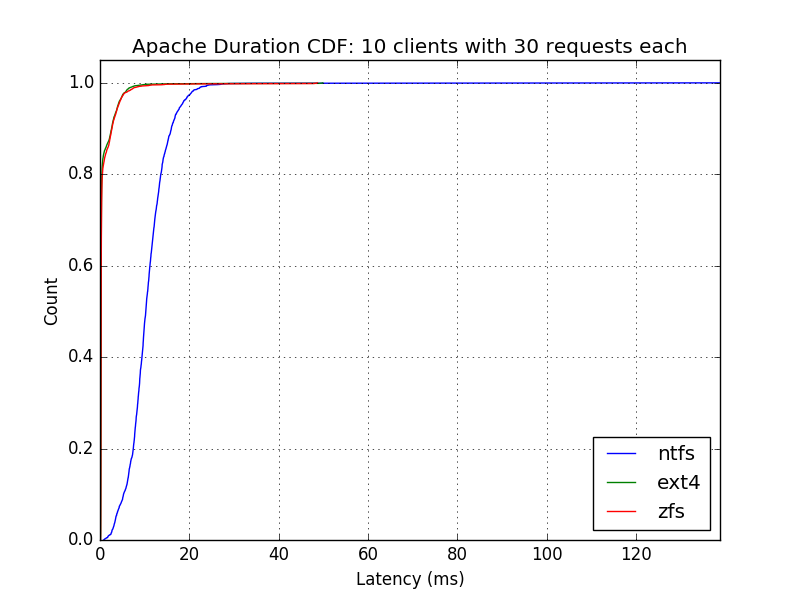 Apache Duration CDF: 10 clients with 30 requests each
1.0
0.8
0.6
0.4
0.2
0.0
Count
0 20 40 60 80 100 120
Latency (ms)
ntfs
ext4
zfs